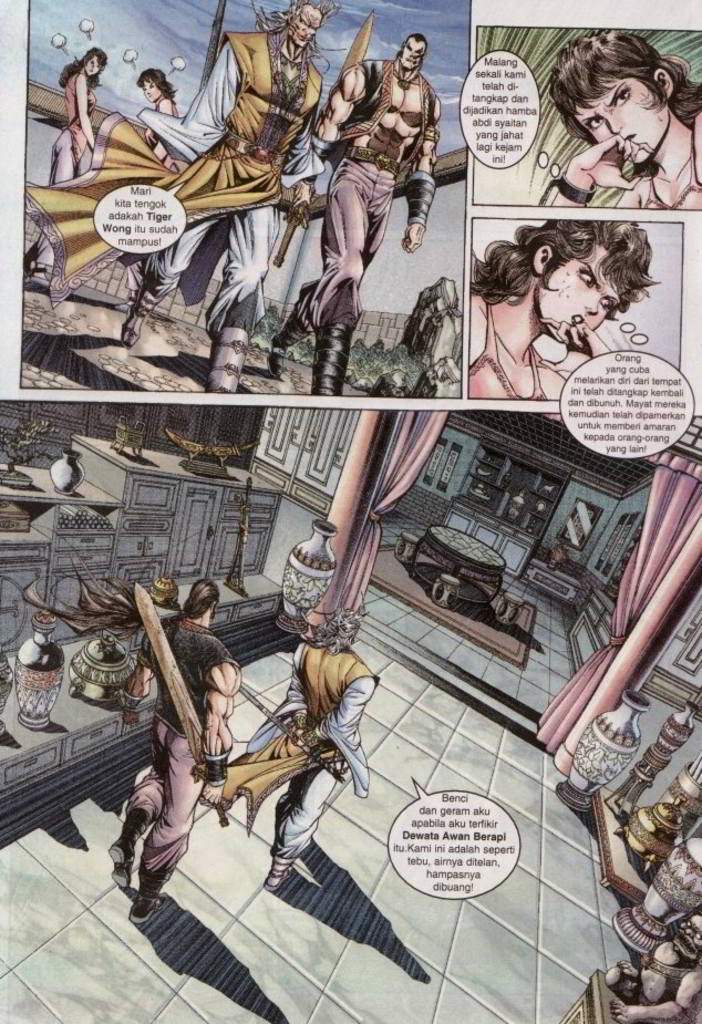 Mari
kita tengok
adakah Tiger
Wong itu sudah
mampus!
Malang
sekali kami
telah di-
tangkap dan
dijadikan hamba
abdi syaitan
yang jahat
lagi kejam
ini!
Orang
yang cuba
melarikan diri dari tempat
ini telah ditangkap kembali
dan dibunuh. Mayat mereka
kemudian telah dipamerkan
untuk memberi amaran
kepada orang-orang
yang lain!
Benci
dan geram aku
apabila aku terfikir
Dewata Awan Berapi
itu.Kami ini adalah seperti
tebu, airnya ditelan,
hampasnya
dibuang!